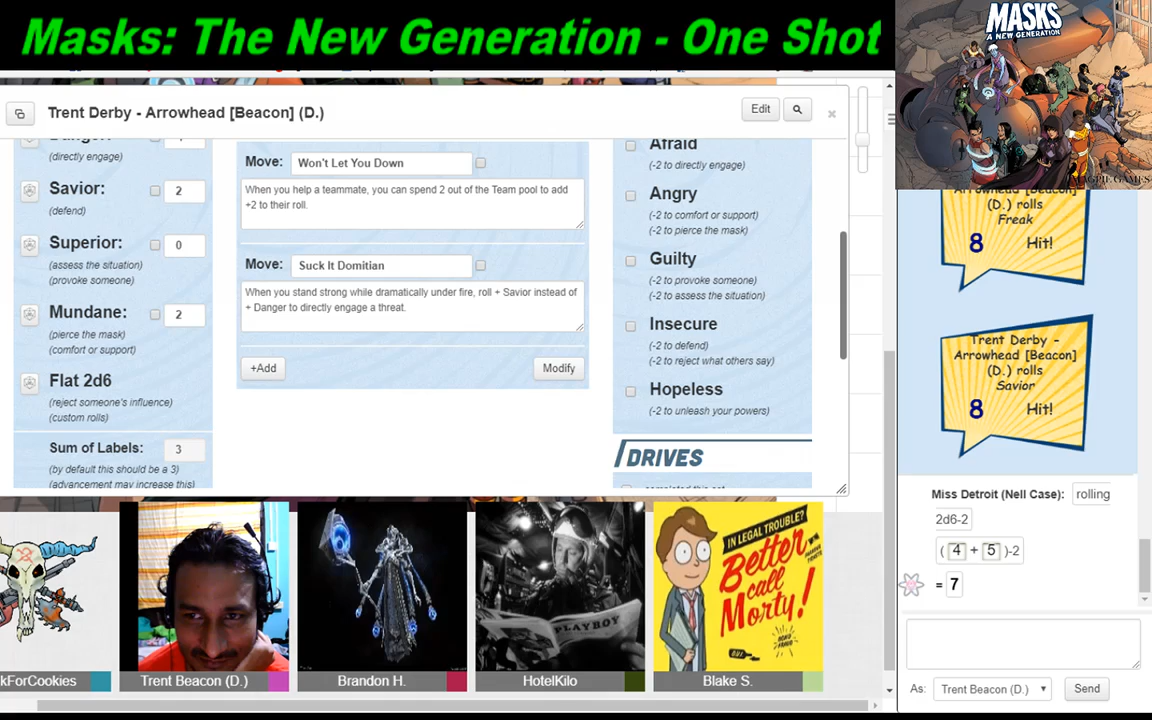 Masks: The New Generation - One Shot
MASKS
A NEW GENERATION
MAGPIE GAMES
Trent Derby - Arrowhead [Beacon] (D.)
Edit
Danger:
(directly engage)
Savior:
2
(defend)
Superior:
0
(assess the situation)
(provoke someone)
Mundane:
2
(pierce the mask)
(comfort or support)
Flat 2d6
(reject someone's influence)
(custom rolls)
Sum of Labels:
3
(by default this should be a 3)
(advancement may increase this)
Move:
Won't Let You Down
When you help a teammate, you can spend 2 out of the Team pool to add
+2 to their roll.
Move:
Suck It Domitian
When you stand strong while dramatically under fire, roll + Savior instead of
+ Danger to directly engage a threat.
+Add
Modify
Afraid
(-2 to directly engage)
Angry
(-2 to comfort or support)
(-2 to pierce the mask)
Guilty
(-2 to provoke someone)
(-2 to assess the situation)
Insecure
(-2 to defend)
(-2 to reject what others say)
Hopeless
(-2 to unleash your powers)
DRIVES
Arrowhead [Beacon]
(D.) rolls
Freak
8 Hit!
Trent Derby -
Arrowhead [Beacon]
(D.) rolls
Savior
8 Hit!
Miss Detroit (Nell Case): rolling
2d6-2
(4 + 5)-2
= 7
As:
Trent Beacon (D.)
Send
kForCookies
Trent Beacon (D.)
Brandon H.
PLAYBOY
HotelKilo
IN LEGAL TROUBLE?
Better
call
Morty!
Blake S.